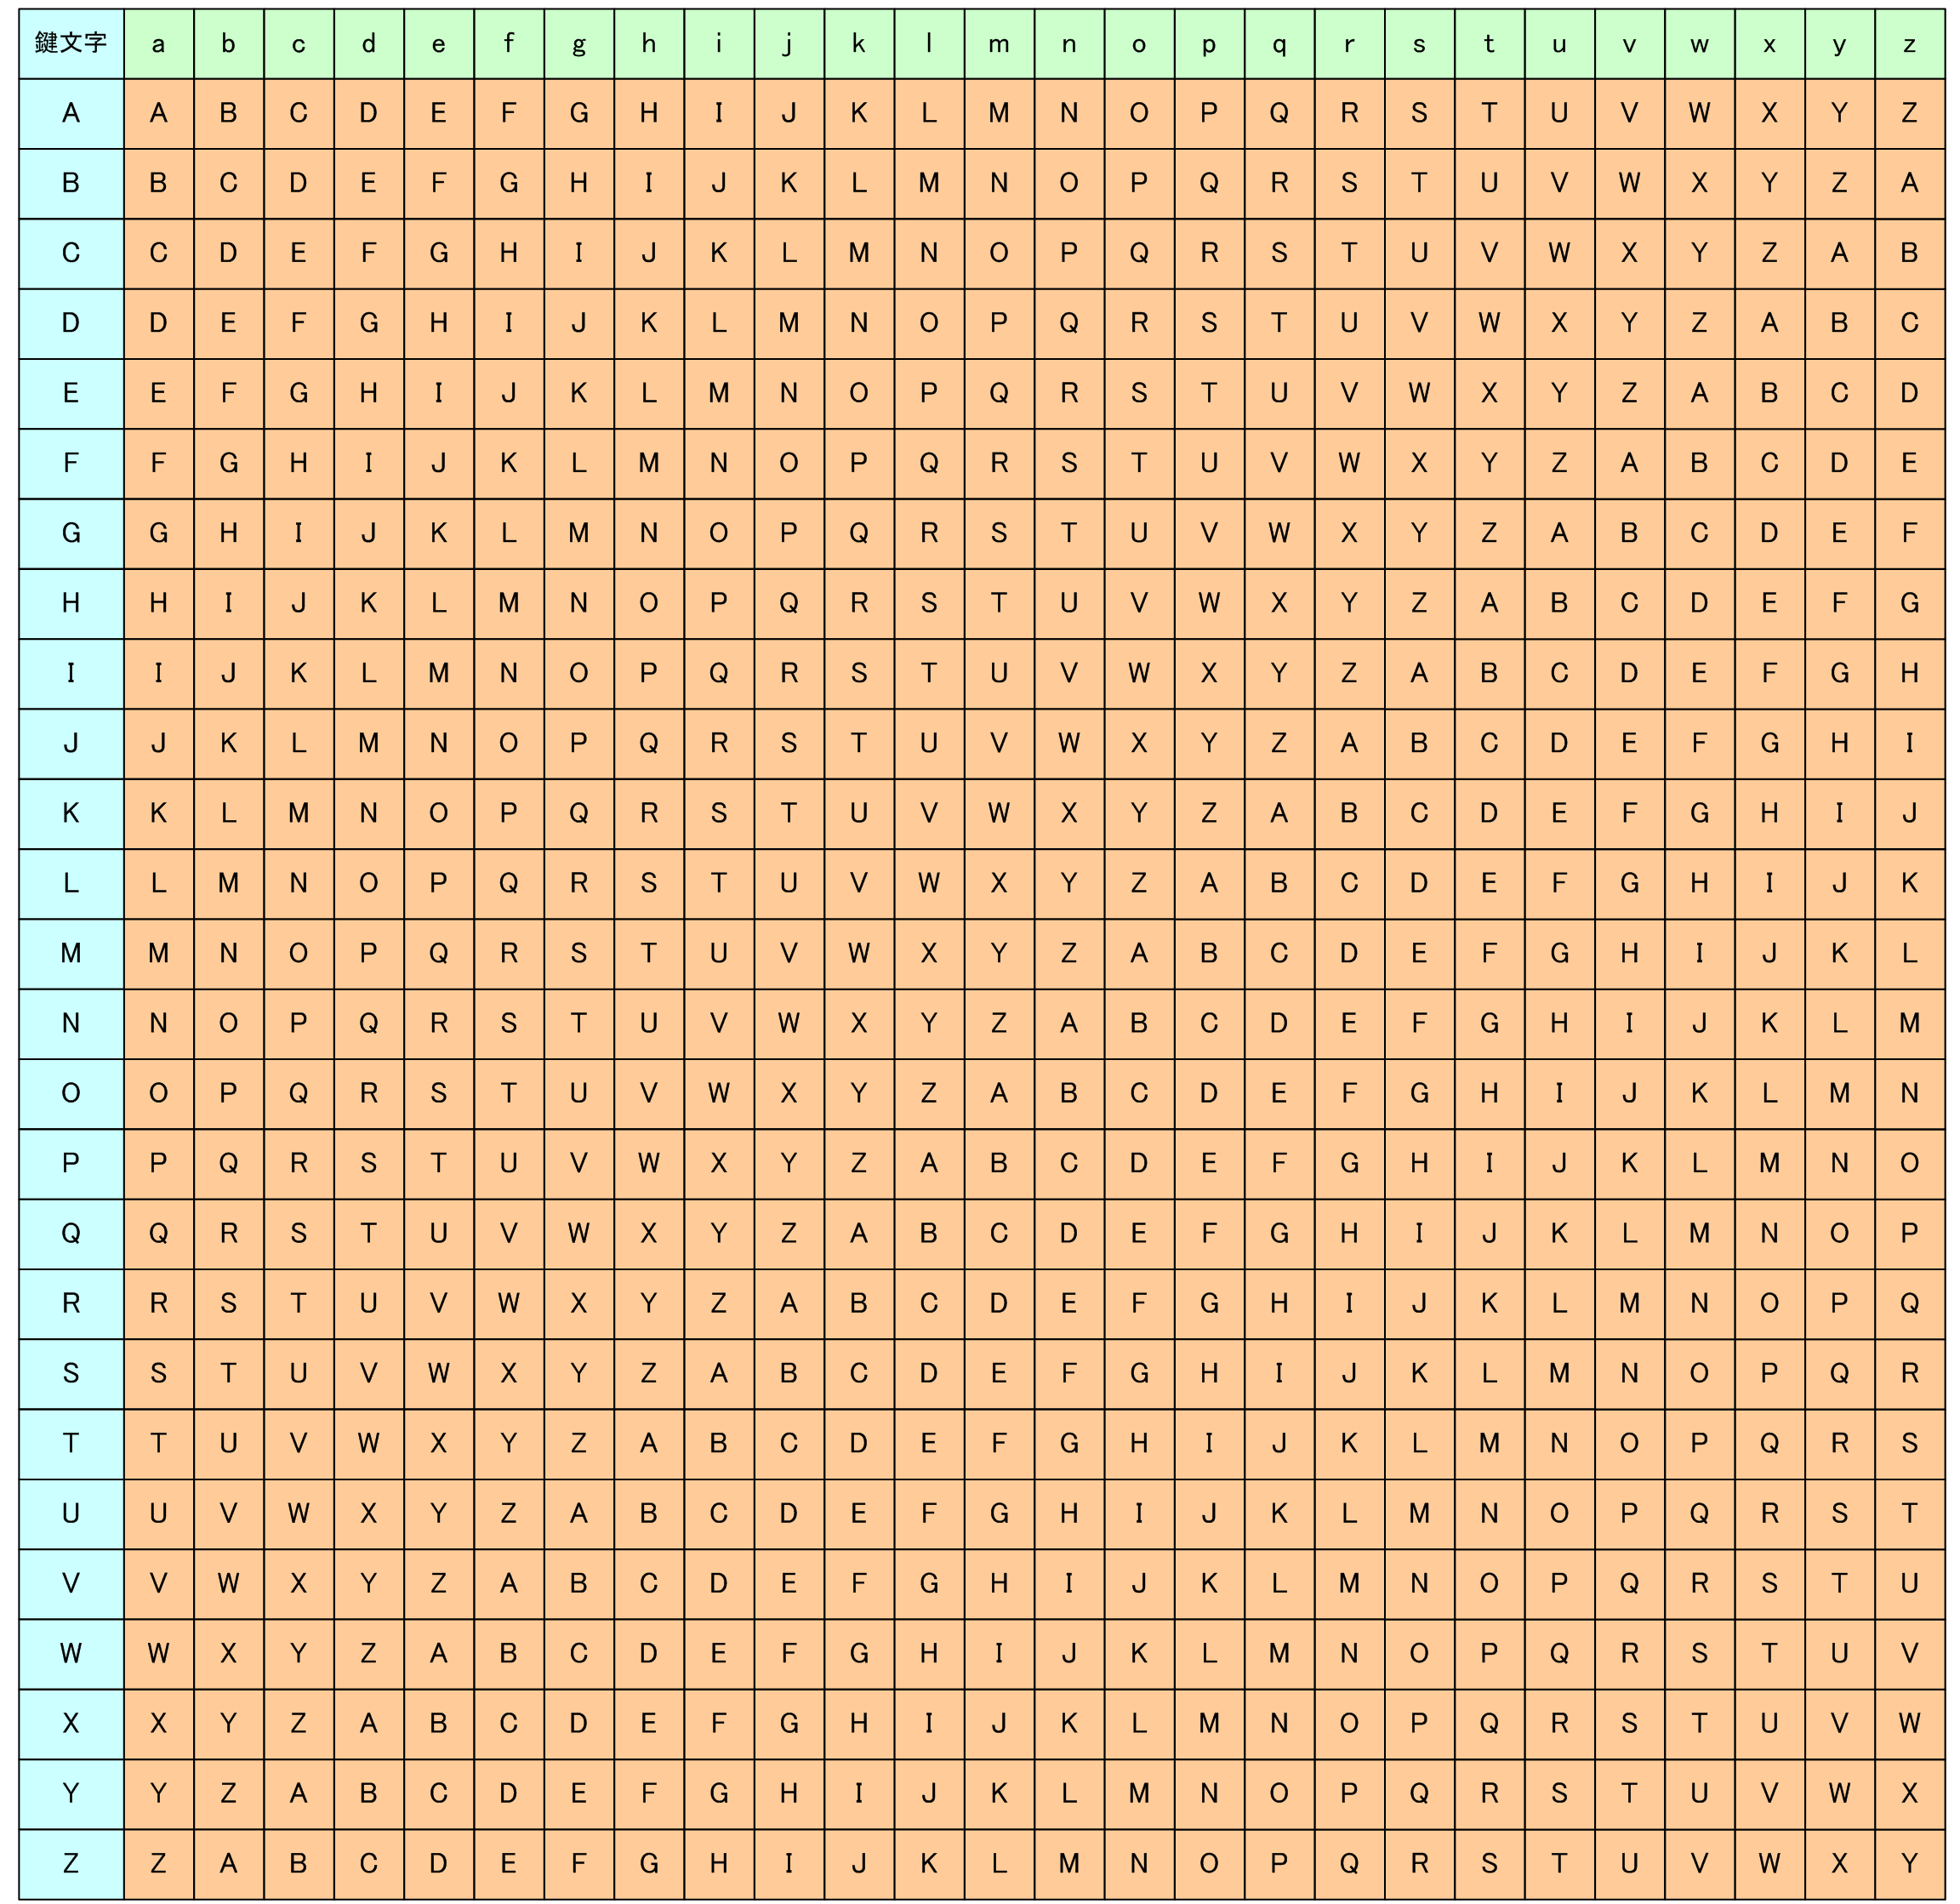 鍵文字 a b c d e f g h i j k l m n o p q r s t u v w x y z
A A B C D E F G H I J K L M N O P Q R S T U V W X Y Z
B B C D E F G H I J K L M N O P Q R S T U V W X Y Z A
C C D E F G H I J K L M N O P Q R S T U V W X Y Z A B
D D E F G H I J K L M N O P Q R S T U V W X Y Z A B C
E E F G H I J K L M N O P Q R S T U V W X Y Z A B C D
F F G H I J K L M N O P Q R S T U V W X Y Z A B C D E
G G H I J K L M N O P Q R S T U V W X Y Z A B C D E F
H H I J K L M N O P Q R S T U V W X Y Z A B C D E F G
I I J K L M N O P Q R S T U V W X Y Z A B C D E F G H
J J K L M N O P Q R S T U V W X Y Z A B C D E F G H I
K K L M N O P Q R S T U V W X Y Z A B C D E F G H I J
L L M N O P Q R S T U V W X Y Z A B C D E F G H I J K
M M N O P Q R S T U V W X Y Z A B C D E F G H I J K L
N N O P Q R S T U V W X Y Z A B C D E F G H I J K L M
O O P Q R S T U V W X Y Z A B C D E F G H I J K L M N
P P Q R S T U V W X Y Z A B C D E F G H I J K L M N O
Q Q R S T U V W X Y Z A B C D E F G H I J K L M N O P
R R S T U V W X Y Z A B C D E F G H I J K L M N O P Q
S S T U V W X Y Z A B C D E F G H I J K L M N O P Q R
T T U V W X Y Z A B C D E F G H I J K L M N O P Q R S
U U V W X Y Z A B C D E F G H I J K L M N O P Q R S T
V V W X Y Z A B C D E F G H I J K L M N O P Q R S T U
W W X Y Z A B C D E F G H I J K L M N O P Q R S T U V
X X Y Z A B C D E F G H I J K L M N O P Q R S T U V W
Y Y Z A B C D E F G H I J K L M N O P Q R S T U V W X
Z Z A B C D E F G H I J K L M N O P Q R S T U V W X Y